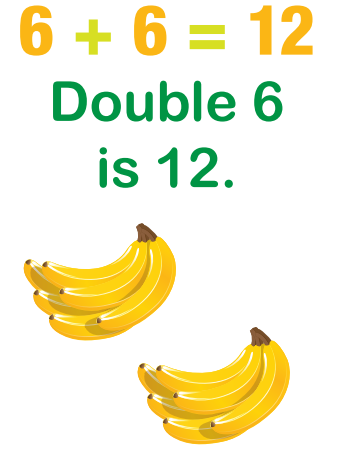 6 + 6 = 12
Double 6
is 12.